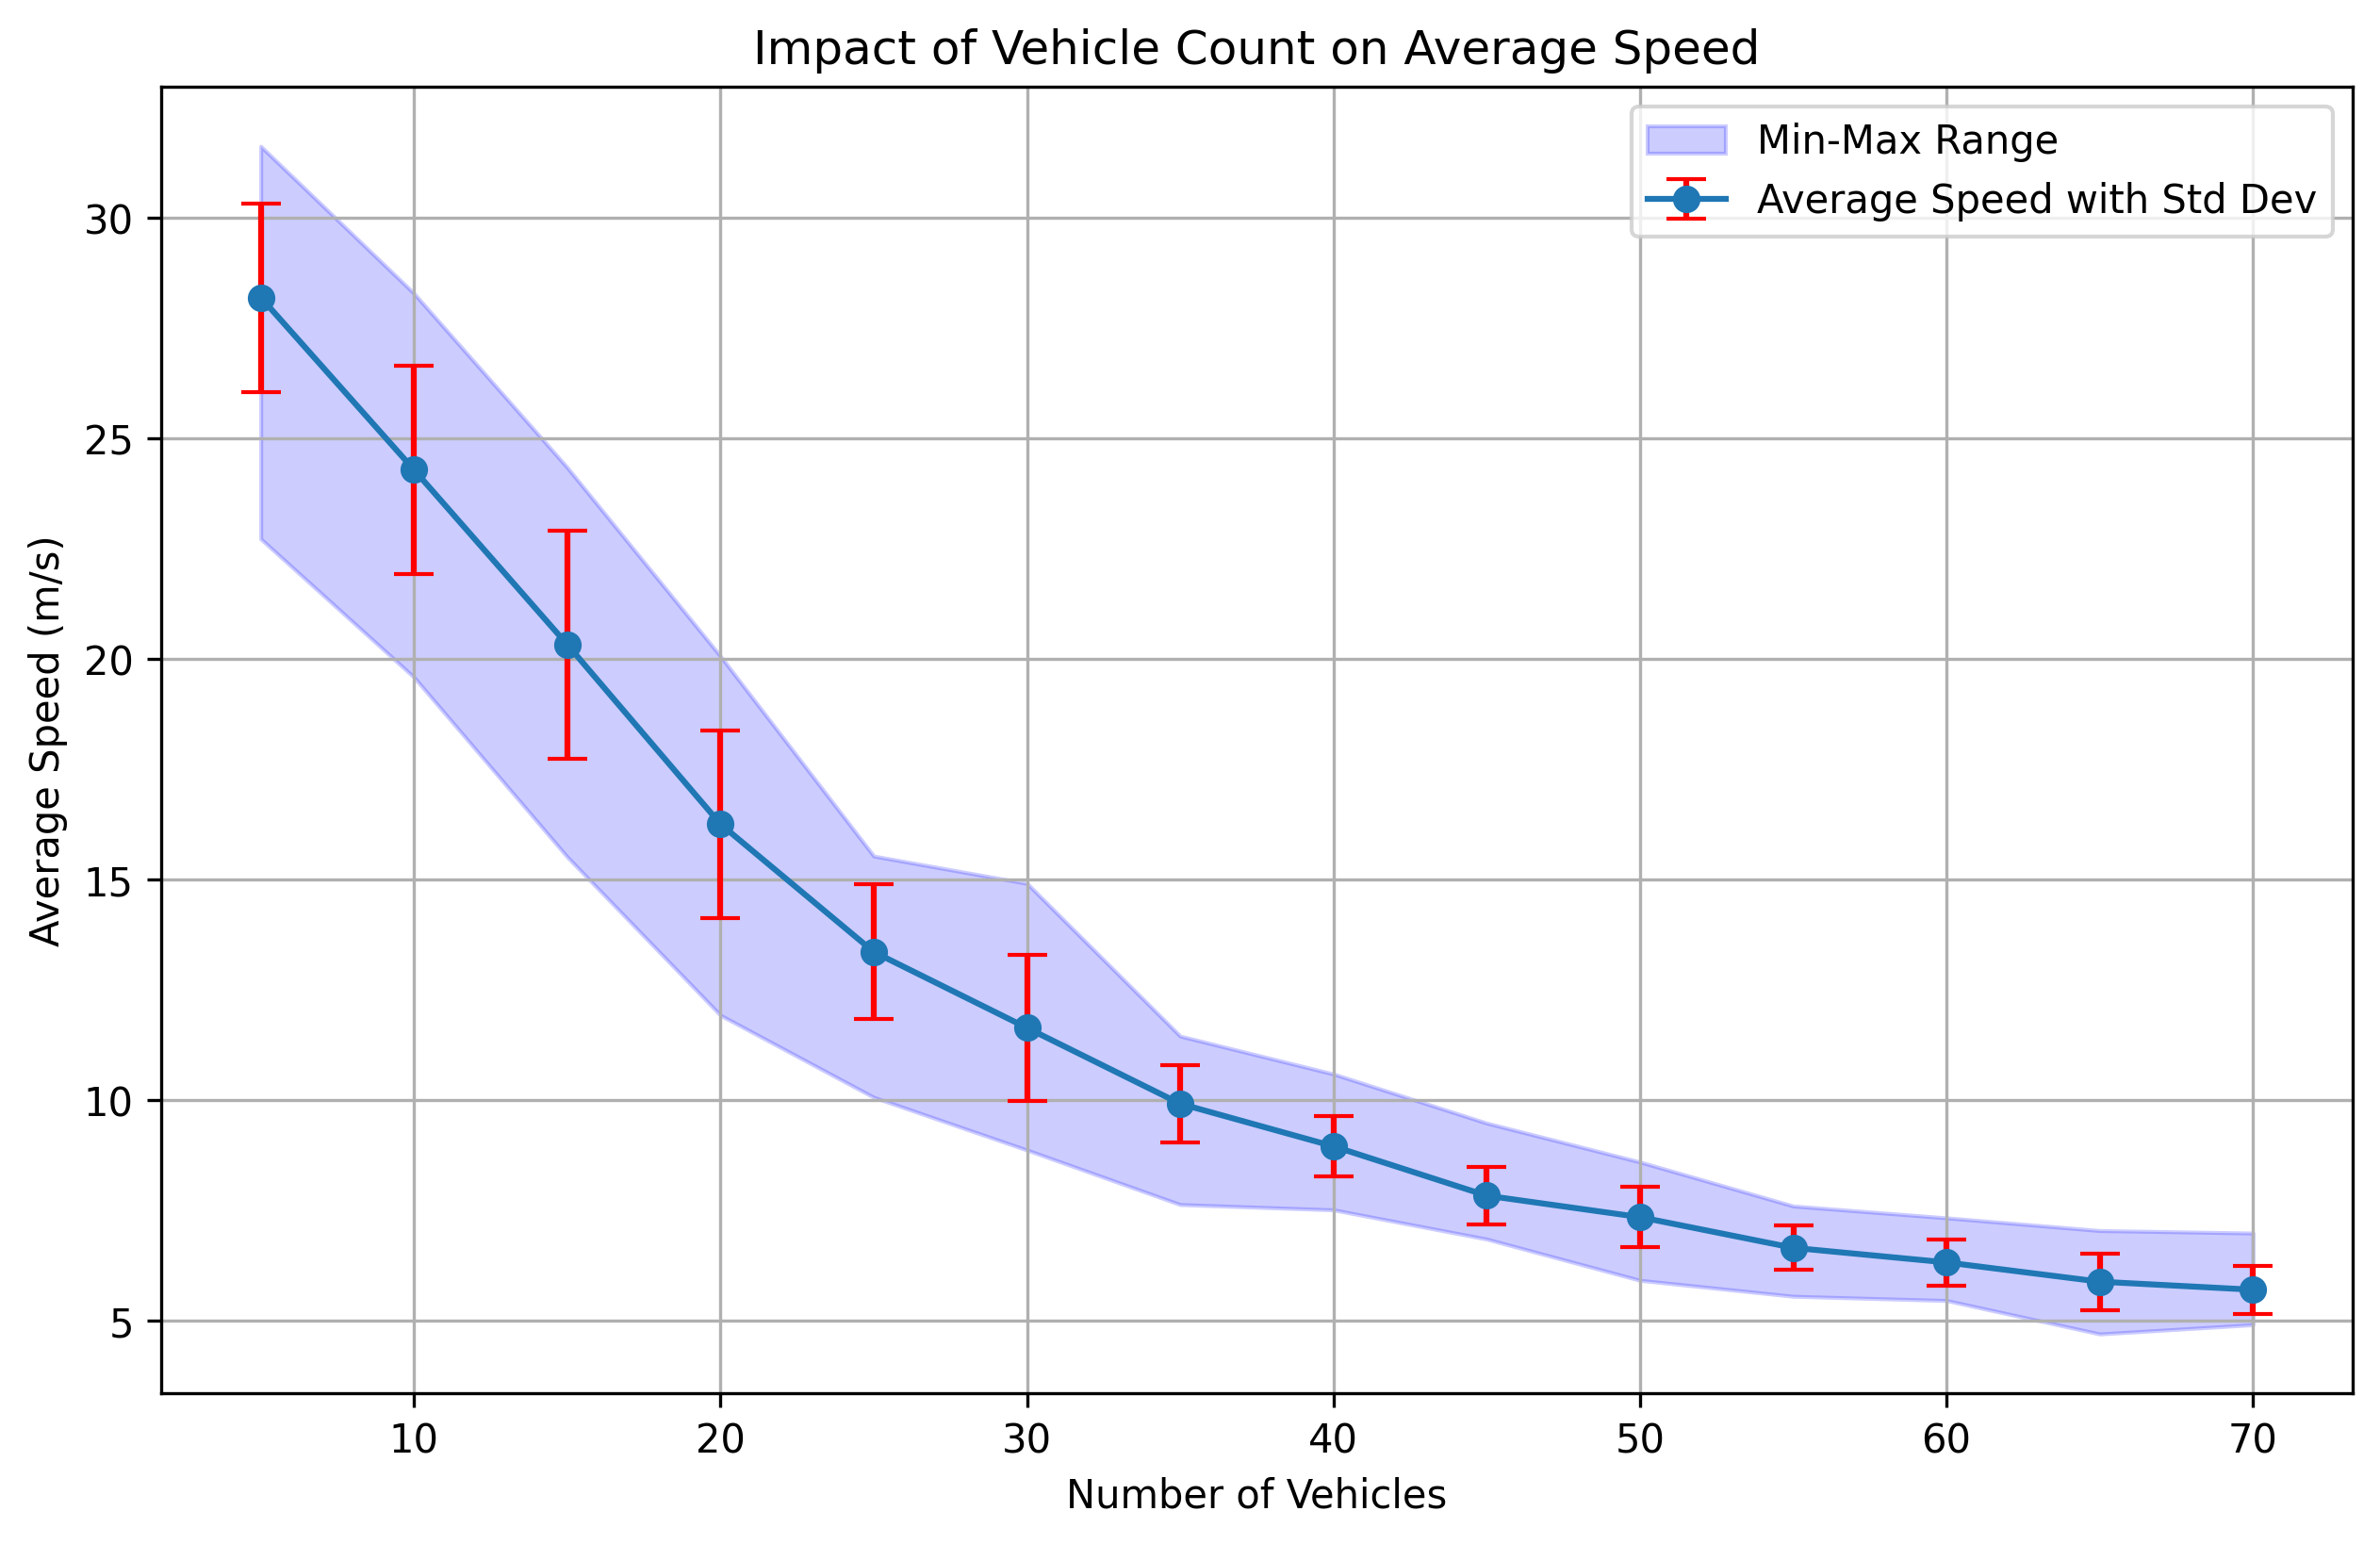 Impact of Vehicle Count on Average Speed
Min-Max Range
Average Speed with Std Dev
Average Speed (m/s)
30
25
20
15
10
5
10 20 30 40 50 60 70
Number of Vehicles